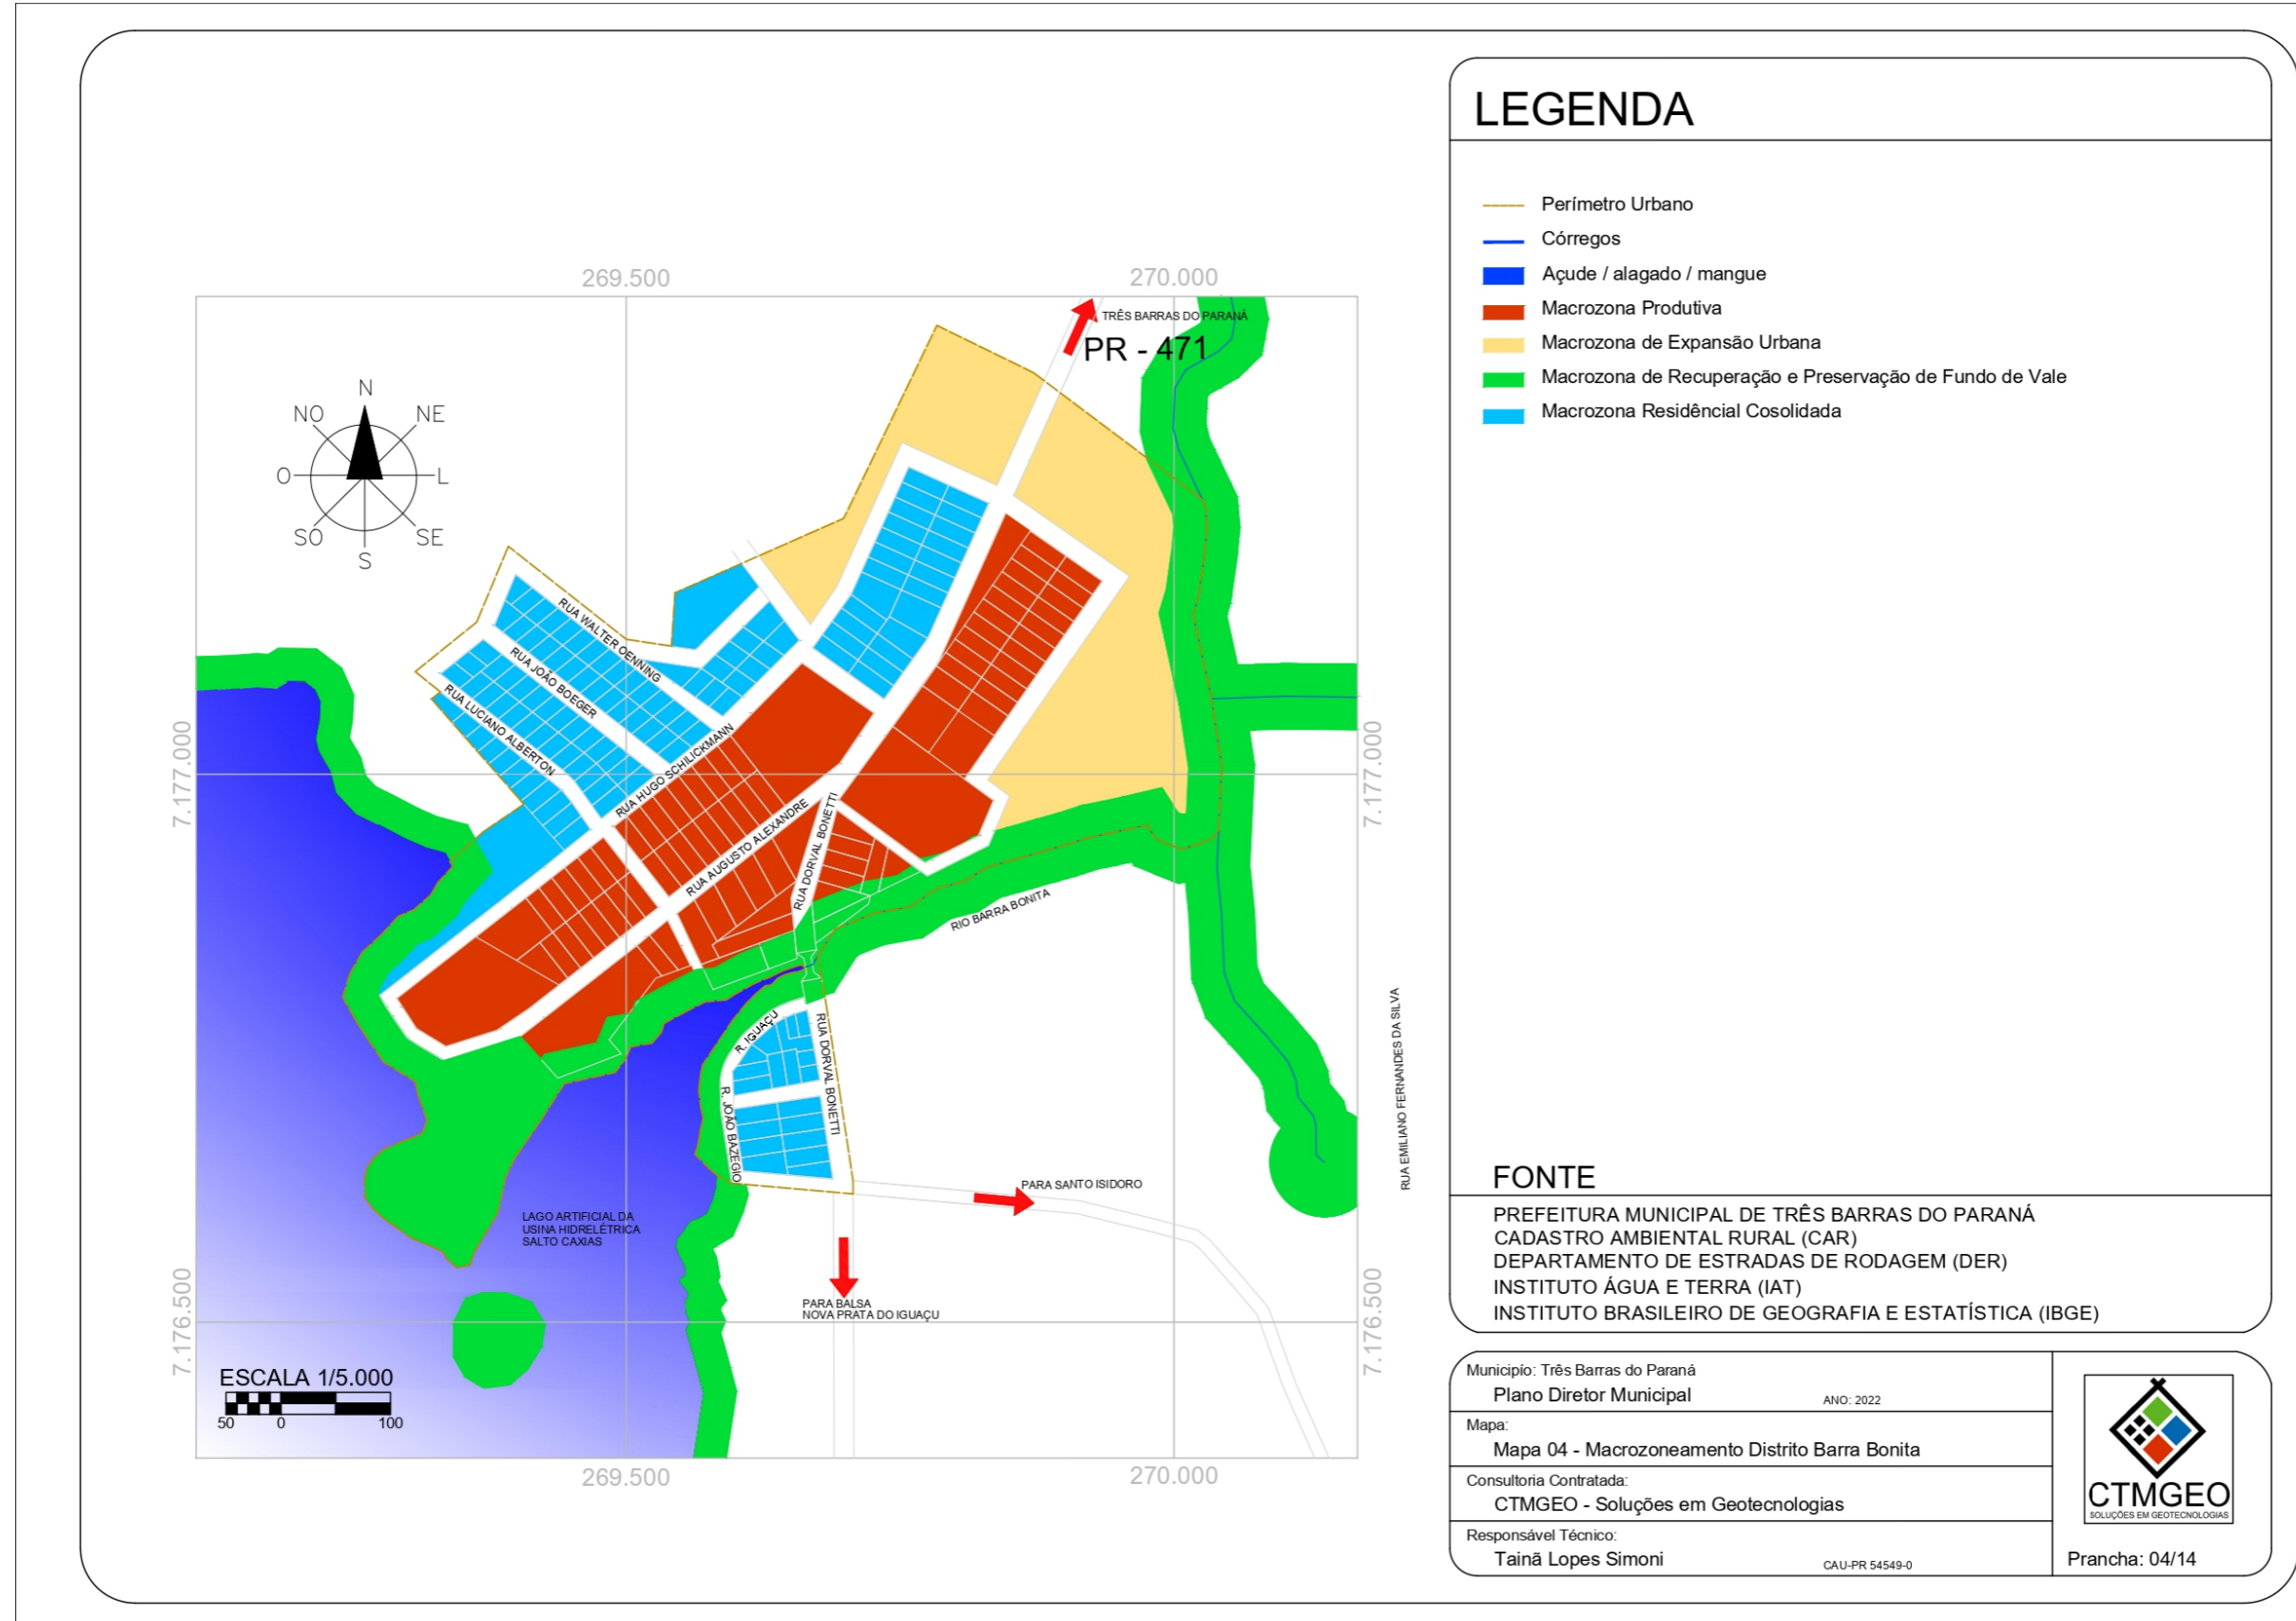 LEGENDA
Perímetro Urbano
Córregos
Açude / alagado / mangue
Macrozona Produtiva
Macrozona de Expansão Urbana
Macrozona de Recuperação e Preservação de Fundo de Vale
Macrozona Residêncial Cosolidada
269.500
270.000
TRÊS BARRAS DO PARANÁ
PR - 471
N
NO
NE
O
L
SO
SE
S
RUA WALTER OENNING
RUA JOÃO BOEGER
RUA LUCIANO ALBERTON
RUA HUGO SCHILICKMANN
RUA AUGUSTO ALEXANDRE
RUA DORVAL BONETTI
7.177.000
7.177.000
RIO BARRA BONITA
R. IGUAÇU
RUA DORVAL BONETTI
R. JOÃO BAZEGIO
RUA EMILIANO FERNANDES DA SILVA
PARA SANTO ISIDORO
LAGO ARTIFICIAL DA
USINA HIDRELÉTRICA
SALTO CAXIAS
PARA BALSA
NOVA PRATA DO IGUAÇU
7.176.500
7.176.500
ESCALA 1/5.000
50
0
100
269.500
270.000
FONTE
PREFEITURA MUNICIPAL DE TRÊS BARRAS DO PARANÁ
CADASTRO AMBIENTAL RURAL (CAR)
DEPARTAMENTO DE ESTRADAS DE RODAGEM (DER)
INSTITUTO ÁGUA E TERRA (IAT)
INSTITUTO BRASILEIRO DE GEOGRAFIA E ESTATÍSTICA (IBGE)
Municipío: Três Barras do Paraná
Plano Diretor Municipal
ANO: 2022
Mapa:
Mapa 04 - Macrozoneamento Distrito Barra Bonita
Consultoria Contratada:
CTMGEO - Soluções em Geotecnologias
Responsável Técnico:
Tainã Lopes Simoni
CAU-PR 54549-0
CTMGEO
SOLUÇÕES EM GEOTECNOLOGIAS
Prancha: 04/14